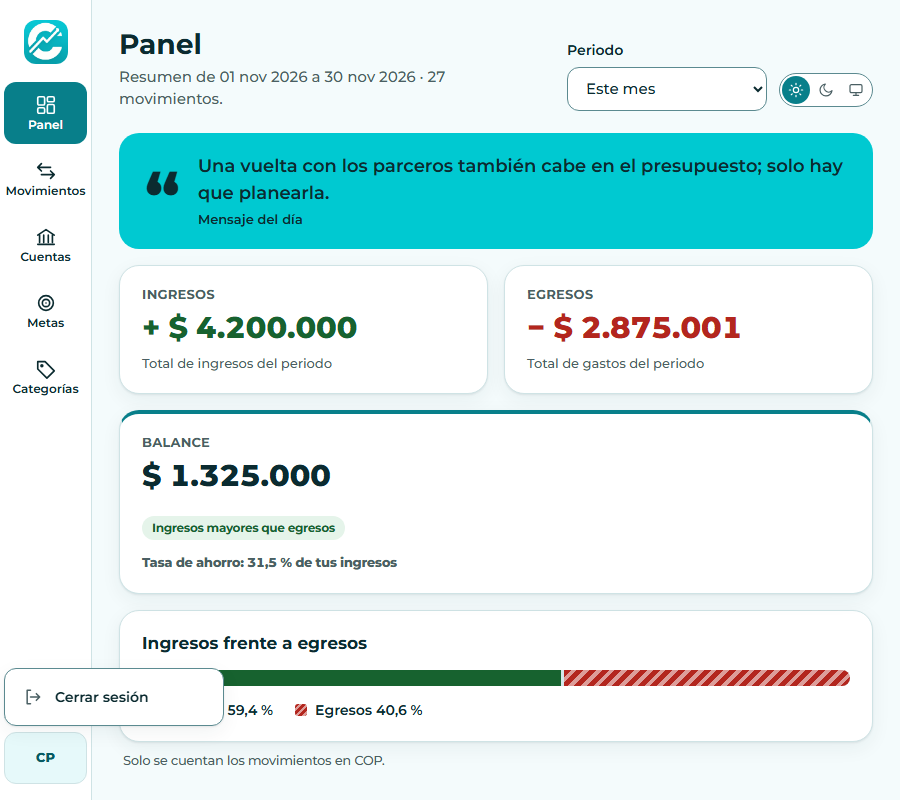 Panel
Resumen de 01 nov 2026 a 30 nov 2026 · 27
movimientos.
Periodo
Este mes
Panel
Movimientos
Cuentas
Metas
Categorías
“
Una vuelta con los parceros también cabe en el presupuesto; solo hay
que planearla.
Mensaje del día
INGRESOS
+ $ 4.200.000
Total de ingresos del periodo
EGRESOS
− $ 2.875.001
Total de gastos del periodo
BALANCE
$ 1.325.000
Ingresos mayores que egresos
Tasa de ahorro: 31,5 % de tus ingresos
Ingresos frente a egresos
59,4 %
Egresos 40,6 %
Cerrar sesión
CP
Solo se cuentan los movimientos en COP.